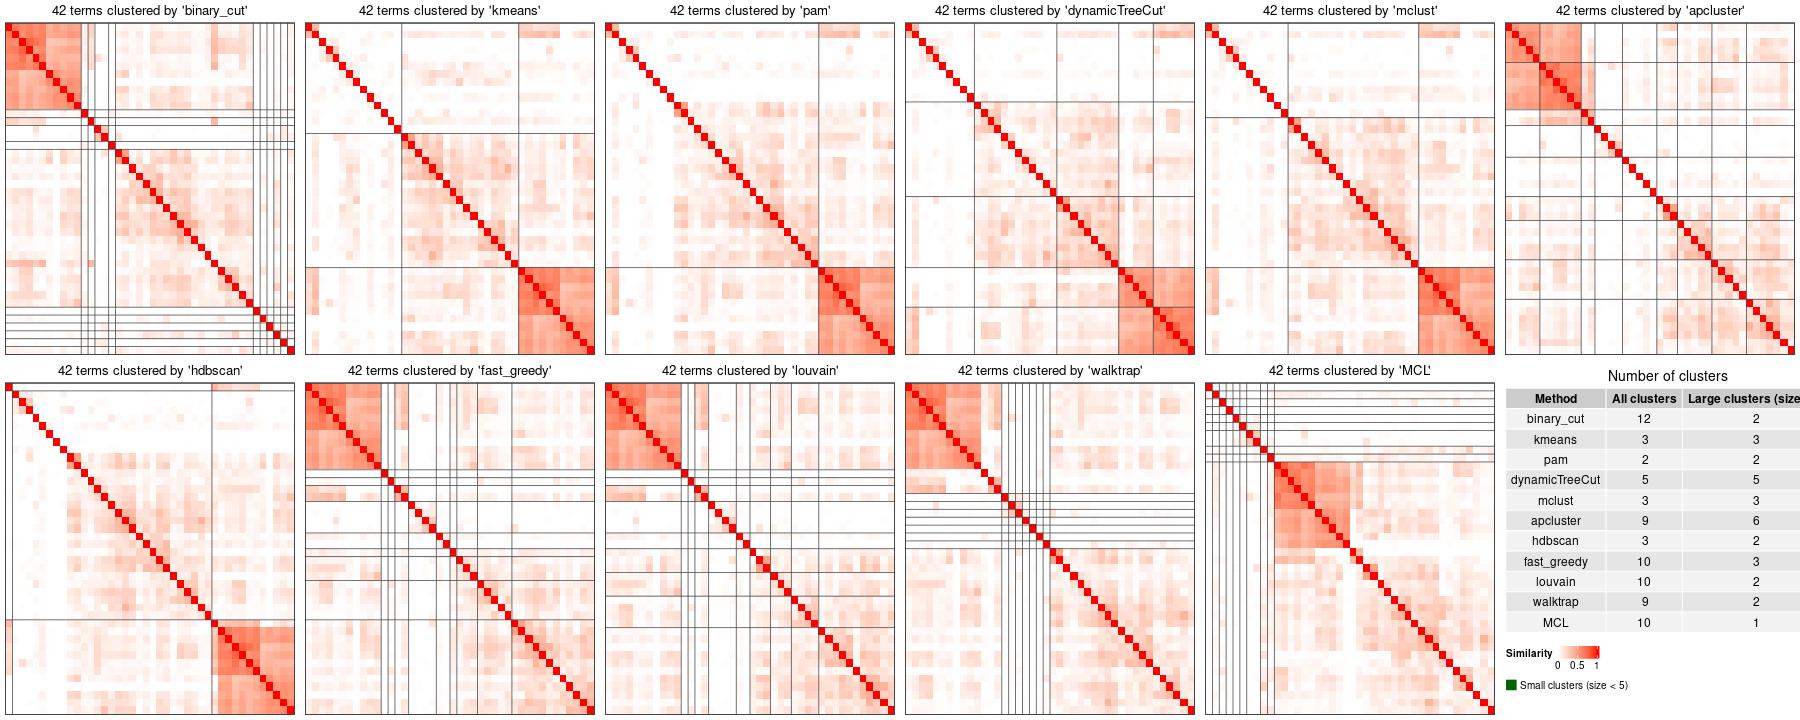 42 terms clustered by 'binary_cut'
42 terms clustered by 'kmeans'
42 terms clustered by 'pam'
42 terms clustered by 'dynamicTreeCut'
42 terms clustered by 'mclust'
42 terms clustered by 'apcluster'
42 terms clustered by 'hdbscan'
42 terms clustered by 'fast_greedy'
42 terms clustered by 'louvain'
42 terms clustered by 'walktrap'
42 terms clustered by 'MCL'
Number of clusters
Method All clusters Large clusters (size
binary_cut 12 2
kmeans 3 3
pam 2 2
dynamicTreeCut 5 5
mclust 3 3
apcluster 9 6
hdbscan 3 2
fast_greedy 10 3
louvain 10 2
walktrap 9 2
MCL 10 1
Similarity
0 0.5 1
Small clusters (size < 5)